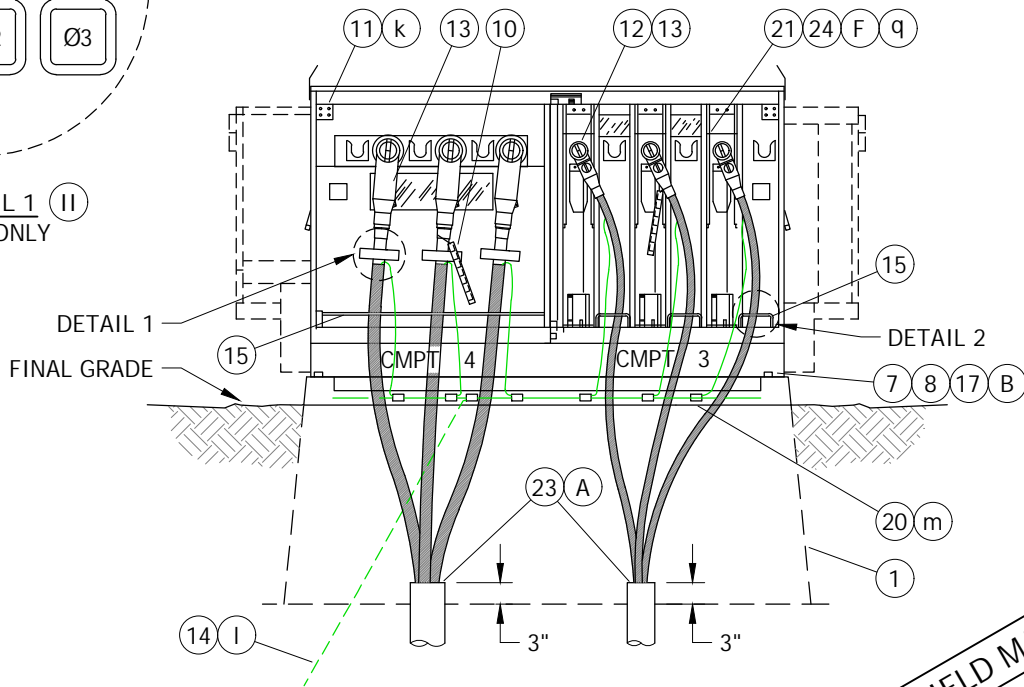 Ø3
11 k 13 10 12 13 21 24 F q
L 1 II
ONLY
15
DETAIL 1
DETAIL 2
15
FINAL GRADE
CMPT 4
CMPT 3
7 8 17 B
23 A
20 m
1
14 l
3"
3"